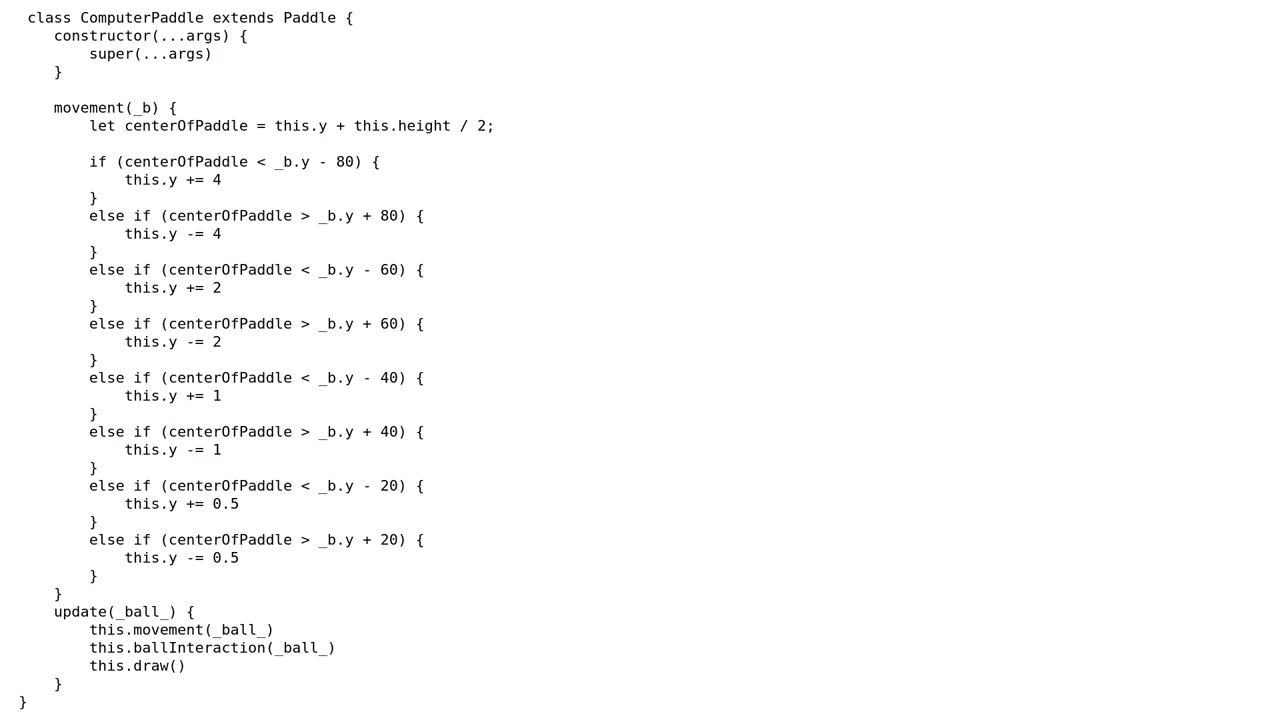 class ComputerPaddle extends Paddle {
    constructor(...args) {
        super(...args)
    }

    movement(_b) {
        let centerOfPaddle = this.y + this.height / 2;

        if (centerOfPaddle < _b.y - 80) {
            this.y += 4
        }
        else if (centerOfPaddle > _b.y + 80) {
            this.y -= 4
        }
        else if (centerOfPaddle < _b.y - 60) {
            this.y += 2
        }
        else if (centerOfPaddle > _b.y + 60) {
            this.y -= 2
        }
        else if (centerOfPaddle < _b.y - 40) {
            this.y += 1
        }
        else if (centerOfPaddle > _b.y + 40) {
            this.y -= 1
        }
        else if (centerOfPaddle < _b.y - 20) {
            this.y += 0.5
        }
        else if (centerOfPaddle > _b.y + 20) {
            this.y -= 0.5
        }
    }
    update(_ball_) {
        this.movement(_ball_)
        this.ballInteraction(_ball_)
        this.draw()
    }
}